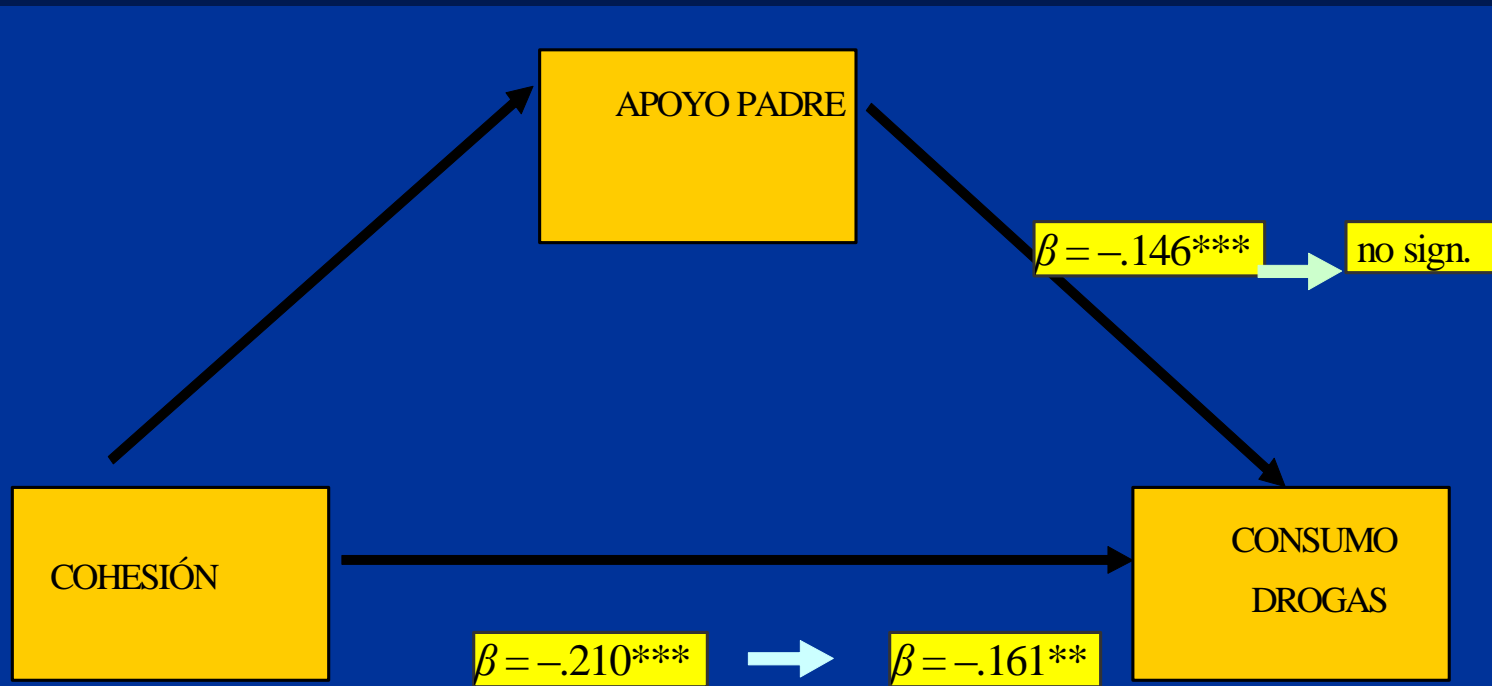 APOYO PADRE
β = –.146***
no sign.
COHESIÓN
CONSUMO
DROGAS
β = –.210***
β = –.161**